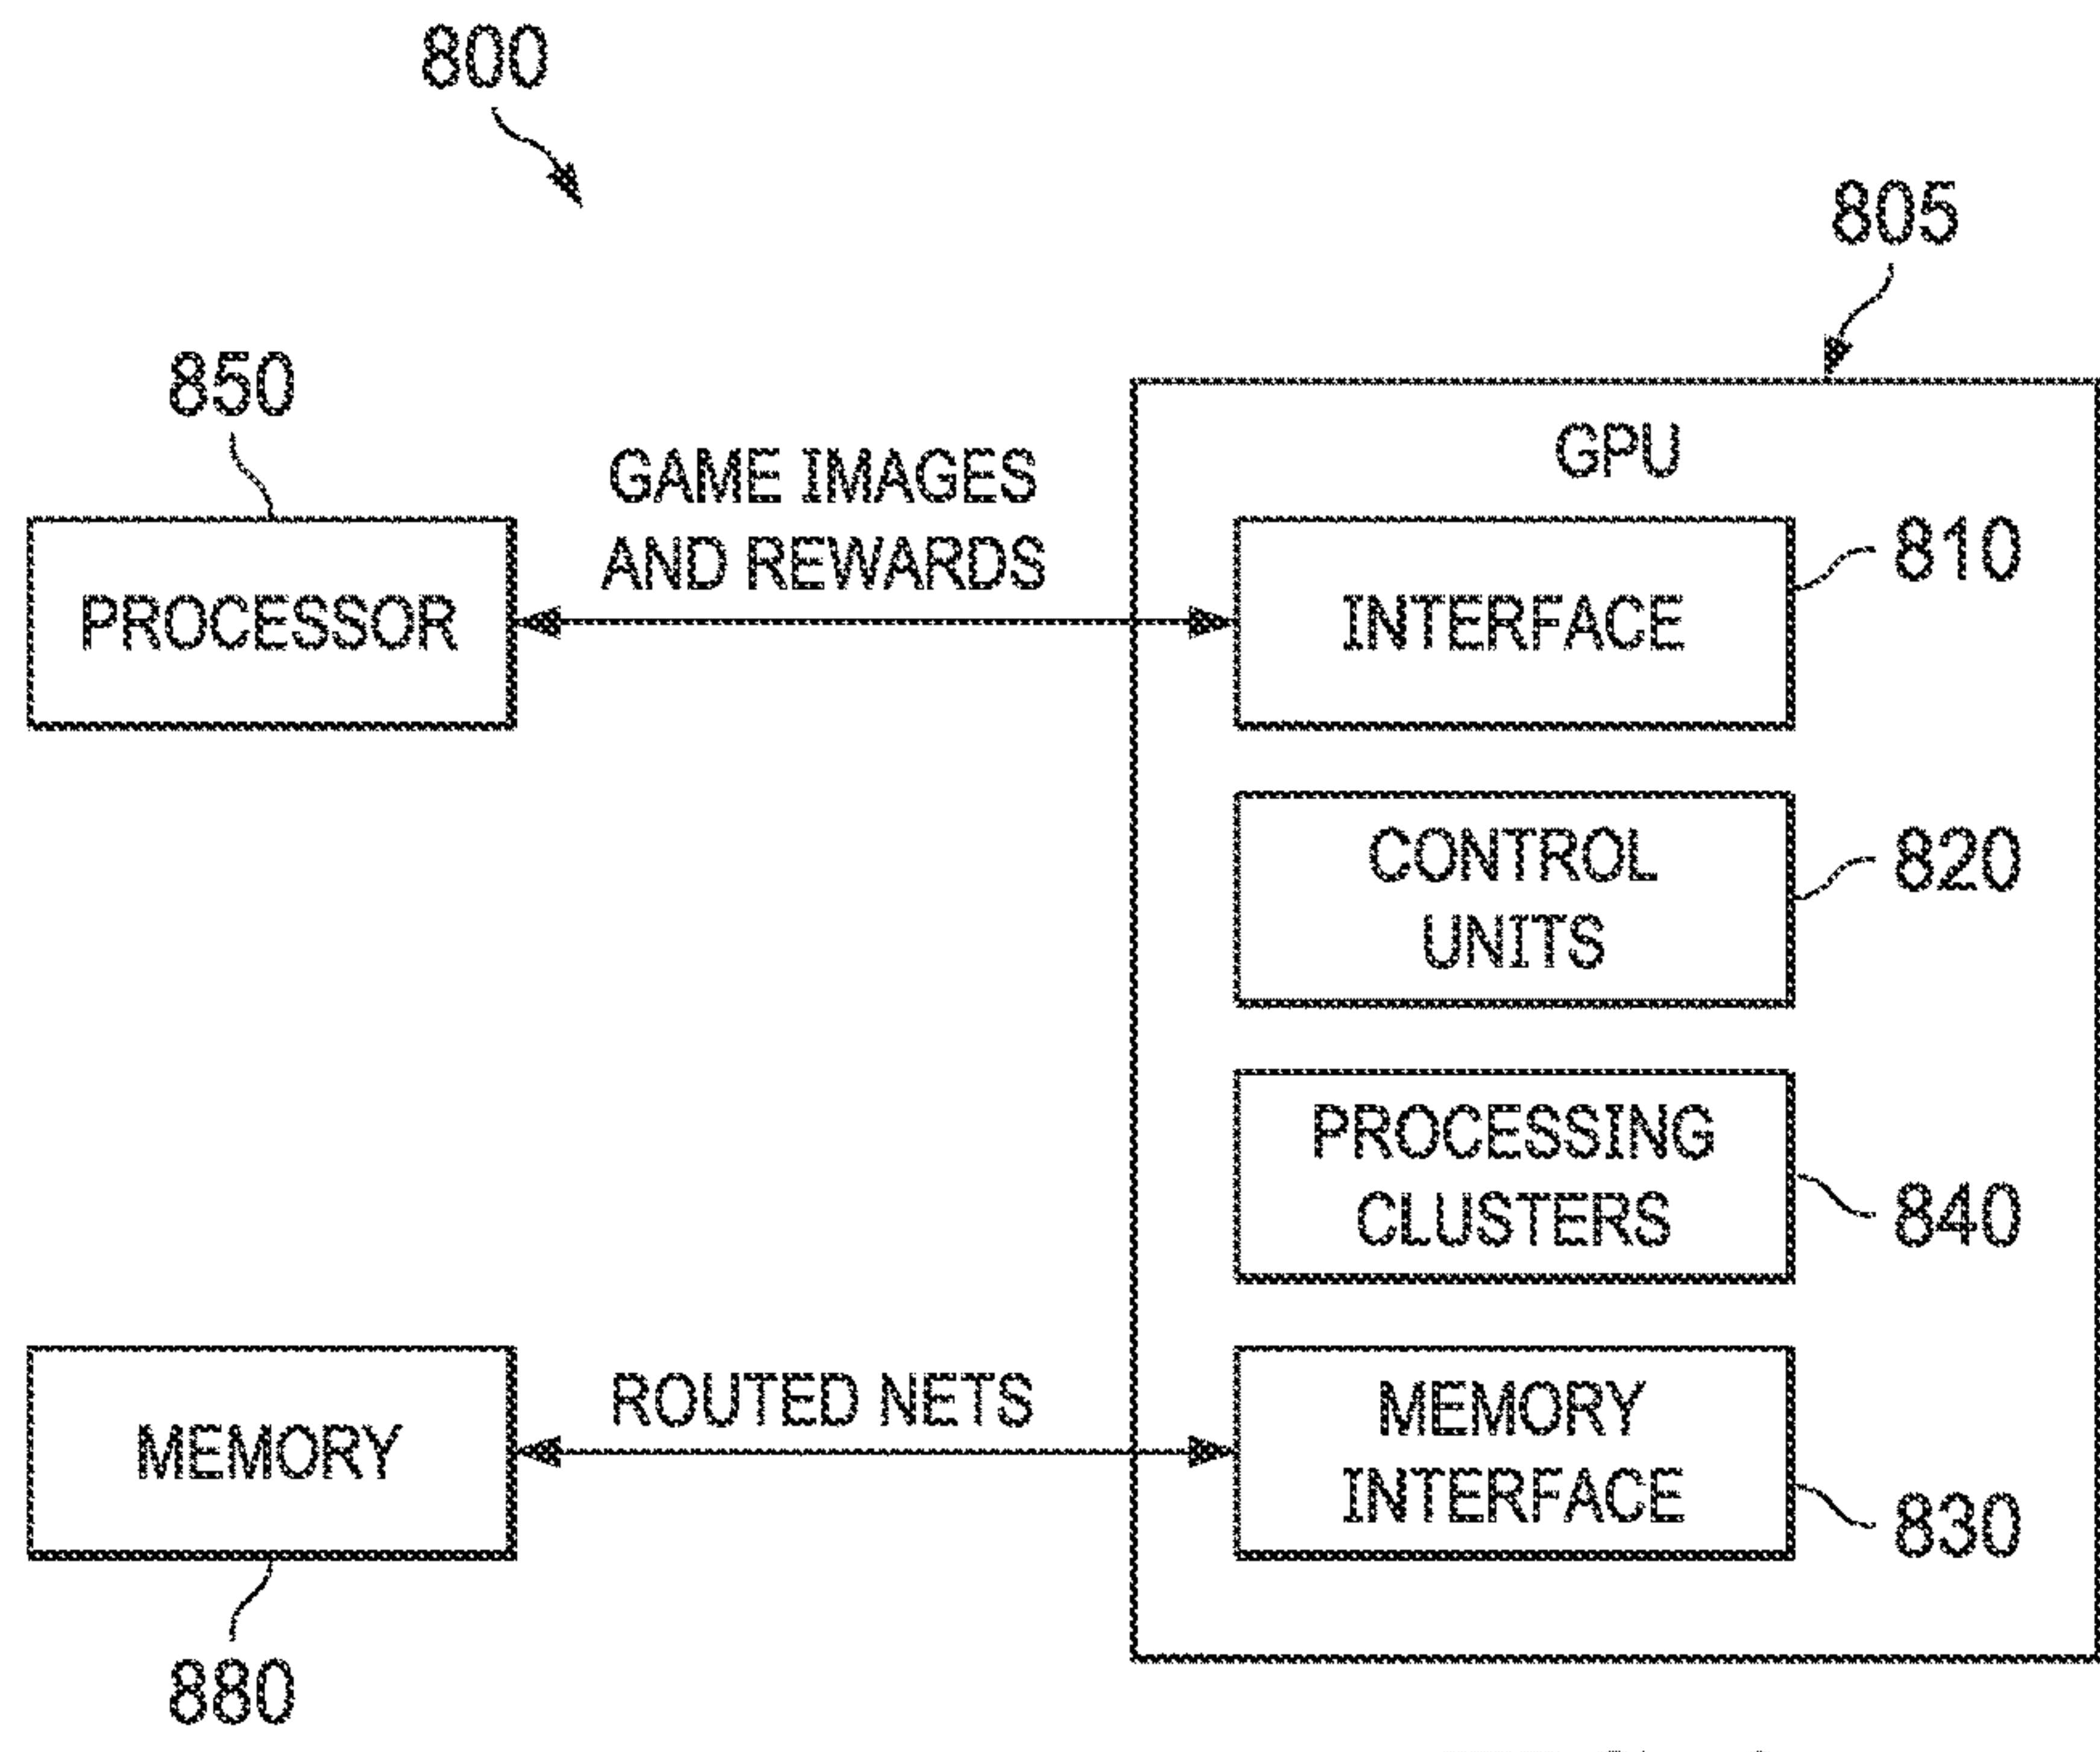 800
805
850
GAME IMAGES
AND REWARDS
GPU
PROCESSOR
INTERFACE
810
CONTROL
UNITS
820
PROCESSING
CLUSTERS
840
MEMORY
ROUTED NETS
MEMORY
INTERFACE
830
880